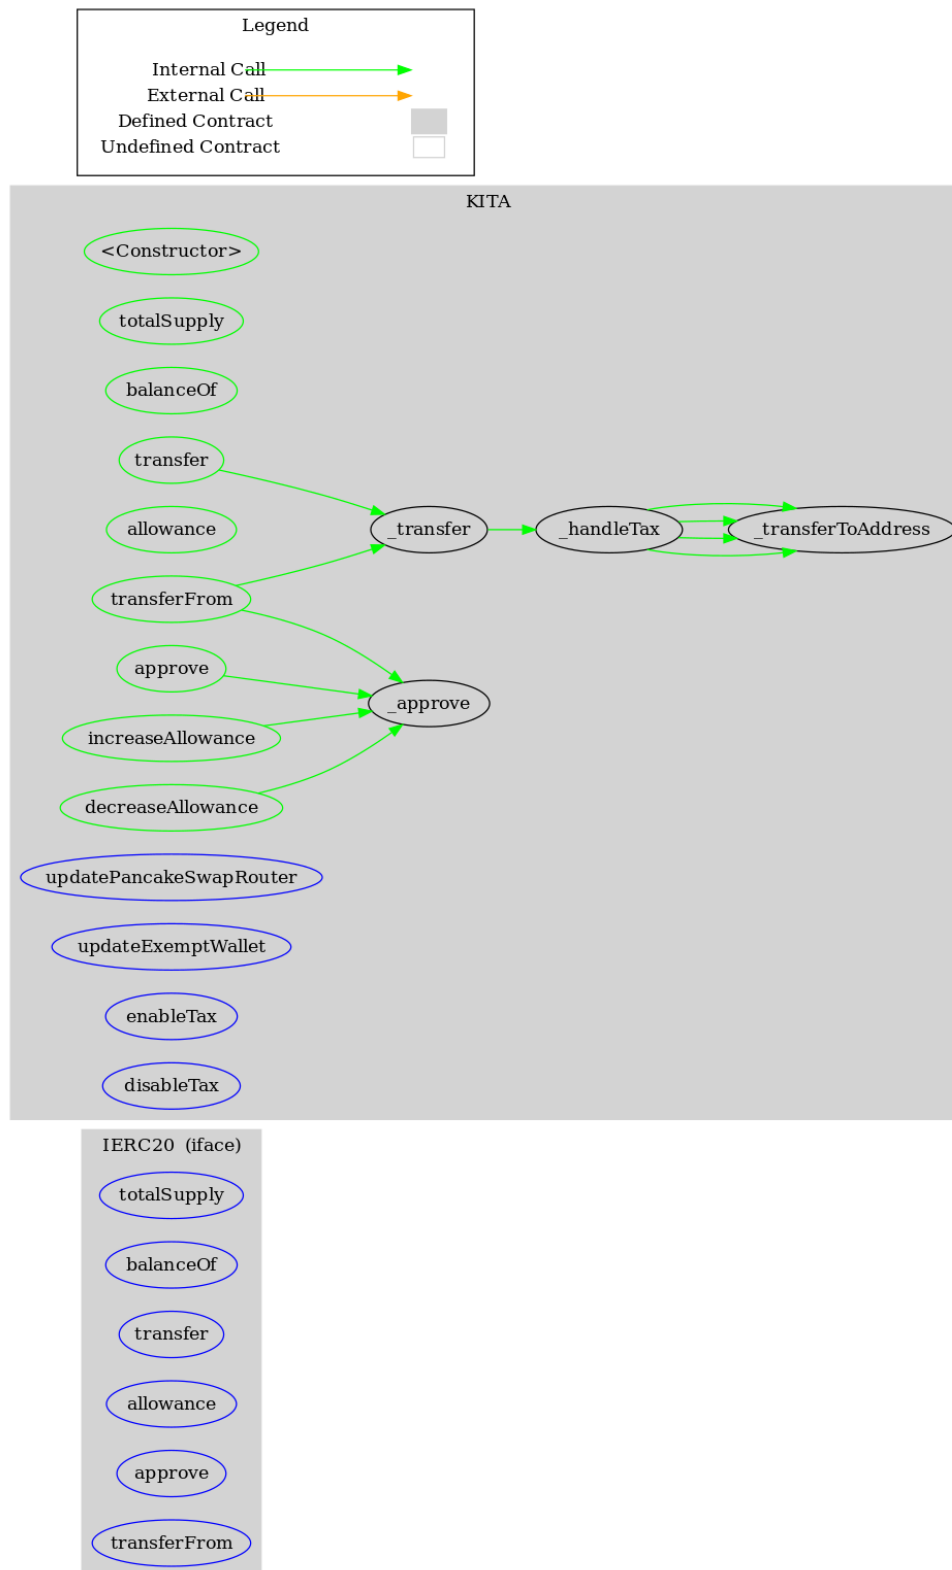 Legend
Internal Call
External Call
Defined Contract
Undefined Contract
KITA
<Constructor>
totalSupply
balanceOf
transfer
allowance
_transfer
_handleTax
_transferToAddress
transferFrom
approve
_approve
increaseAllowance
decreaseAllowance
updatePancakeSwapRouter
updateExemptWallet
enableTax
disableTax
IERC20 (iface)
totalSupply
balanceOf
transfer
allowance
approve
transferFrom